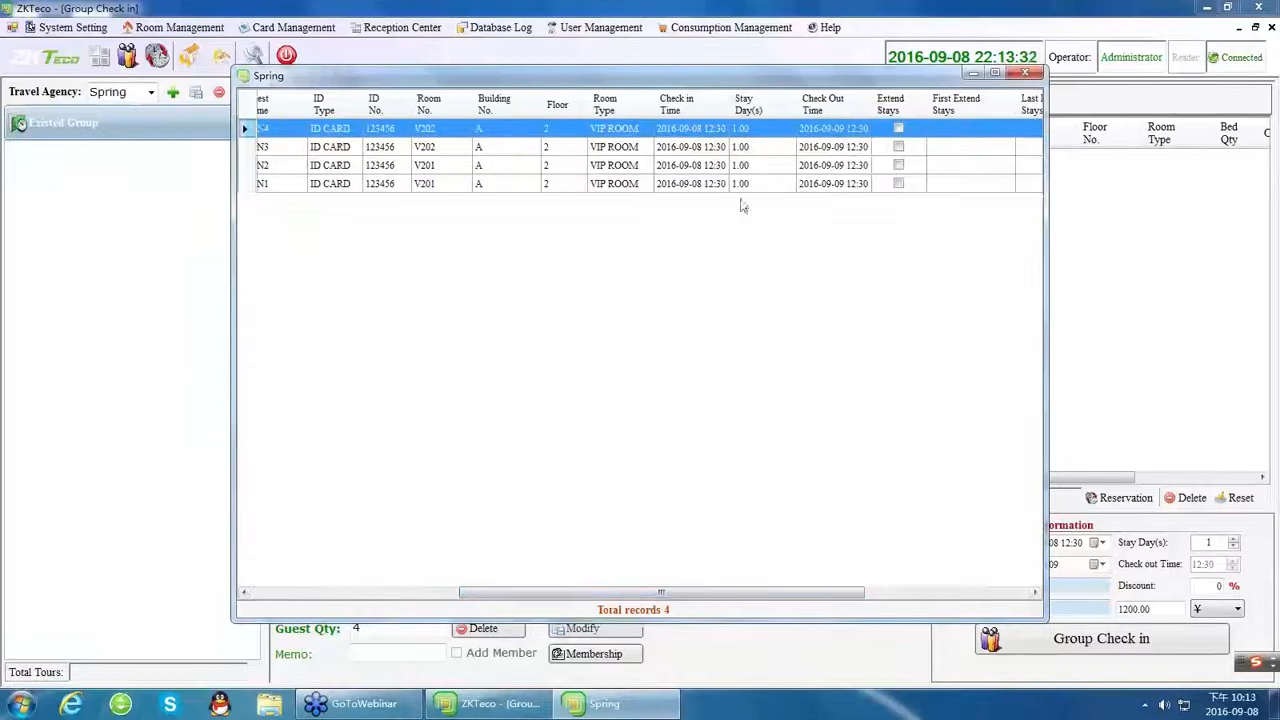 ZKTeco - [Group Check in]
System Setting Room Management Card Management Reception Center Database Log User Management Consumption Management Help
ZKTeco 2016-09-08 22:13:32 Operator: Administrator Reader: Connected
Travel Agency: Spring
Existed Group
Spring
est
me ID
Type ID
No. Room
No. Building
No. Floor Room
Type Check in
Time Stay
Day(s) Check Out
Time Extend
Stays First Extend
Stays Last
Stays
N4 ID CARD 123456 V202 A 2 VIP ROOM 2016-09-08 12:30 1.00 2016-09-09 12:30
N3 ID CARD 123456 V202 A 2 VIP ROOM 2016-09-08 12:30 1.00 2016-09-09 12:30
N2 ID CARD 123456 V201 A 2 VIP ROOM 2016-09-08 12:30 1.00 2016-09-09 12:30
N1 ID CARD 123456 V201 A 2 VIP ROOM 2016-09-08 12:30 1.00 2016-09-09 12:30
Total records 4
Floor
No. Room
Type Bed
Qty
Reservation Delete Reset
ormation
08 12:30 Stay Day(s): 1
09 Check out Time: 12:30
Discount: 0 %
1200.00 ¥
Group Check in
Guest Qty: 4 Delete Modify
Memo: Add Member Membership
Total Tours:
GoToWebinar ZKTeco - [Grou... Spring
下午 10:13
2016-09-08